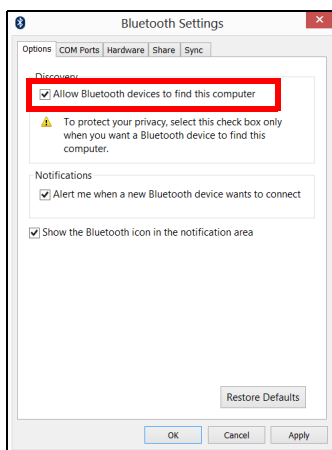 Bluetooth Settings
Options COM Ports Hardware Share Sync
Discovery
Allow Bluetooth devices to find this computer
To protect your privacy, select this check box only
when you want a Bluetooth device to find this
computer.
Notifications
Alert me when a new Bluetooth device wants to connect
Show the Bluetooth icon in the notification area
Restore Defaults
OK Cancel Apply